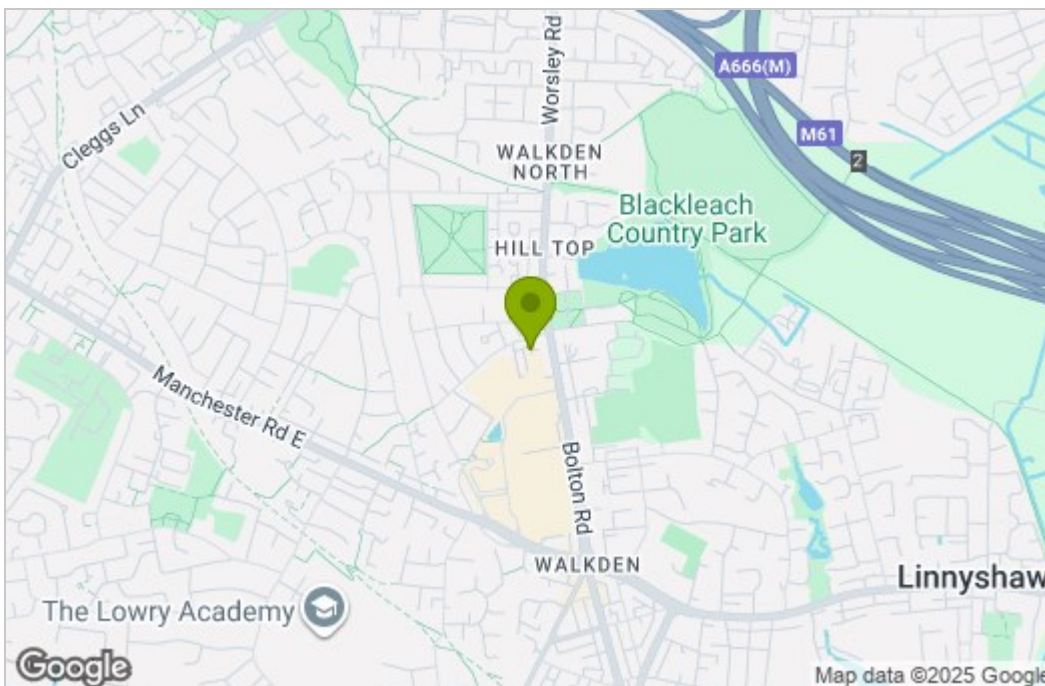 A666(M)
M61
2
Worsley Rd
Cleggs Ln
WALKDEN
NORTH
Blackleach
Country Park
HILL TOP
Manchester Rd E
Bolton Rd
WALKDEN
Linnyshaw
The Lowry Academy
Google
Map data ©2025 Google